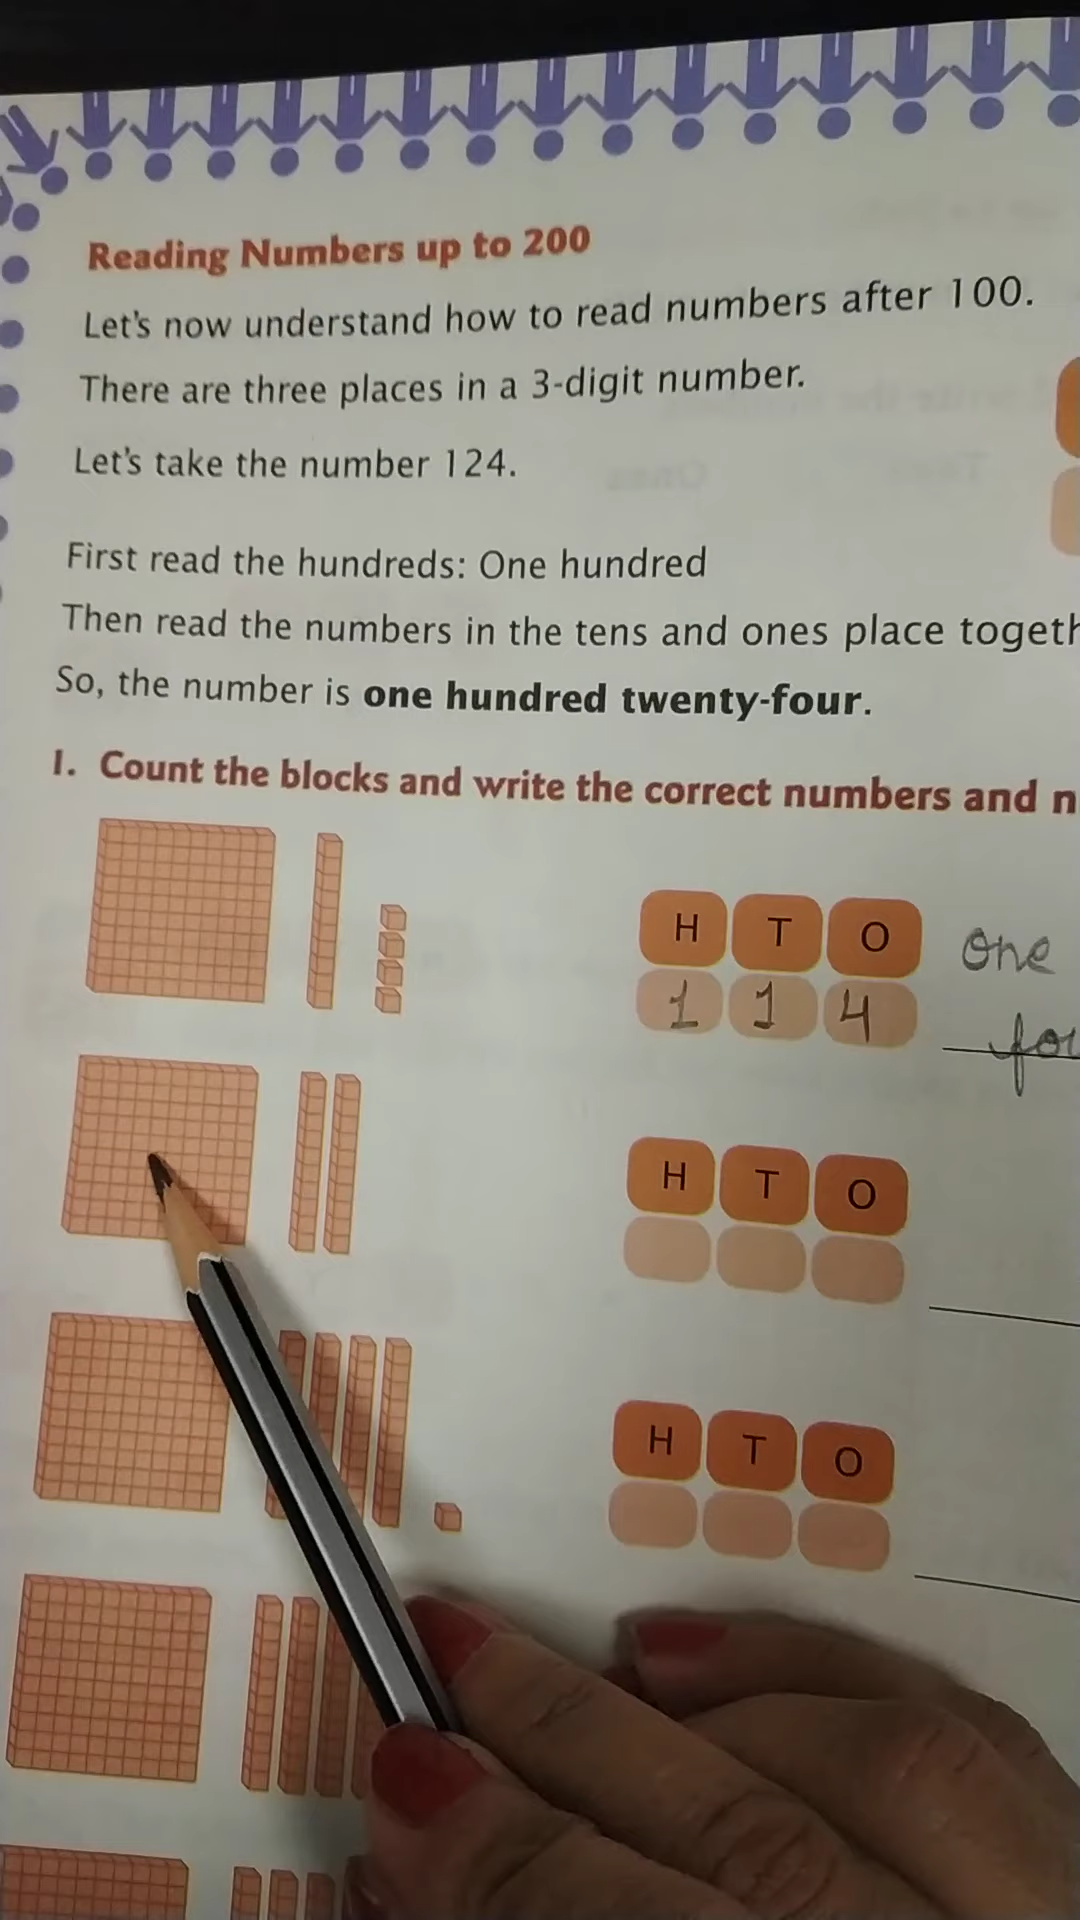 Reading Numbers up to 200
Let's now understand how to read numbers after 100.
There are three places in a 3-digit number.
Let's take the number 124.
First read the hundreds: One hundred
Then read the numbers in the tens and ones place
So, the number is one hundred twenty-four.
1. Count the blocks and write the correct numbers and
H T O one
1 1 4
H T O
H T O